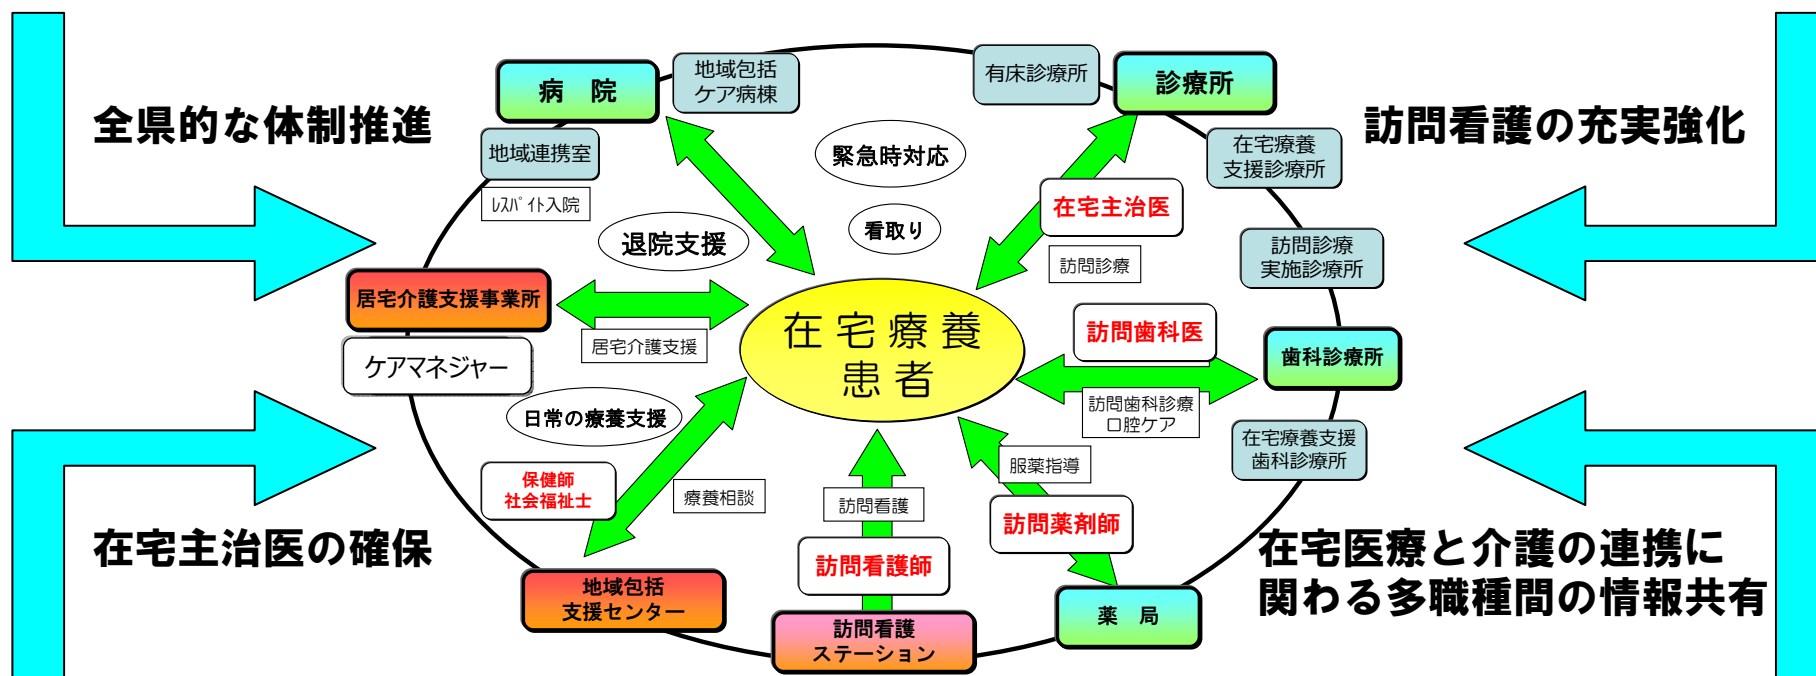 病　院
地域包括
ケア病棟
有床診療所
診療所
全県的な体制推進
訪問看護の充実強化
地域連携室
緊急時対応
在宅療養
支援診療所
ﾚｽﾊﾟｲﾄ入院
在宅主治医
退院支援
看取り
訪問診療
訪問診療
実施診療所
居宅介護支援事業所
在宅療養
患者
訪問歯科医
居宅介護支援
歯科診療所
ケアマネジャー
日常の療養支援
訪問歯科診療
口腔ケア
在宅療養支援
歯科診療所
服薬指導
保健師
社会福祉士
療養相談
訪問看護
訪問薬剤師
在宅主治医の確保
在宅医療と介護の連携に
関わる多職種間の情報共有
訪問看護師
地域包括
支援センター
薬　局
訪問看護
ステーション